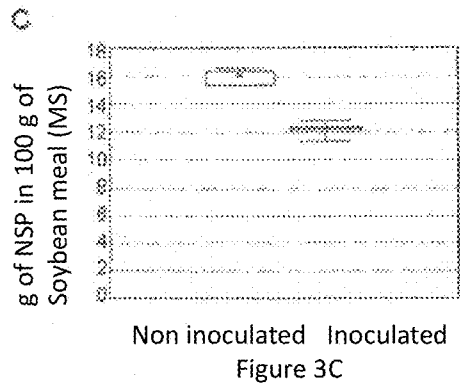 C
g of NSP in 100 g of
Soybean meal (MS)
18
16
14
12
10
8
6
4
2
0
Non inoculated Inoculated
Figure 3C